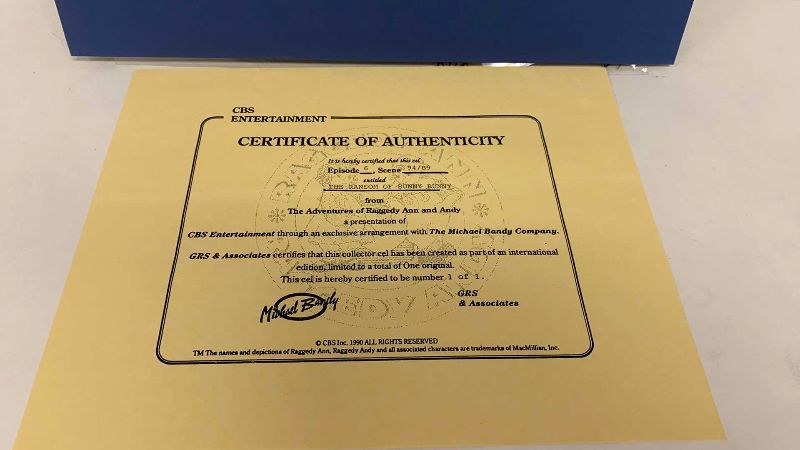 CBS
ENTERTAINMENT
CERTIFICATE OF AUTHENTICITY
It is hereby certified that this cel
Episode 6, Scene 94/B9
entitled
THE RANSOM OF SUNNY BUNNY
from
The Adventures of Raggedy Ann and Andy
a presentation of
CBS Entertainment through an exclusive arrangement with The Michael Bandy Company.
GRS & Associates certifies that this collector cel has been created as part of an international
edition, limited to a total of One original.
This cel is hereby certified to be number 1 of 1.
Michael Bandy
GRS
& Associates
© CBS Inc. 1990 ALL RIGHTS RESERVED
TM The names and depictions of Raggedy Ann, Raggedy Andy and all associated characters are trademarks of MacMillian, Inc.